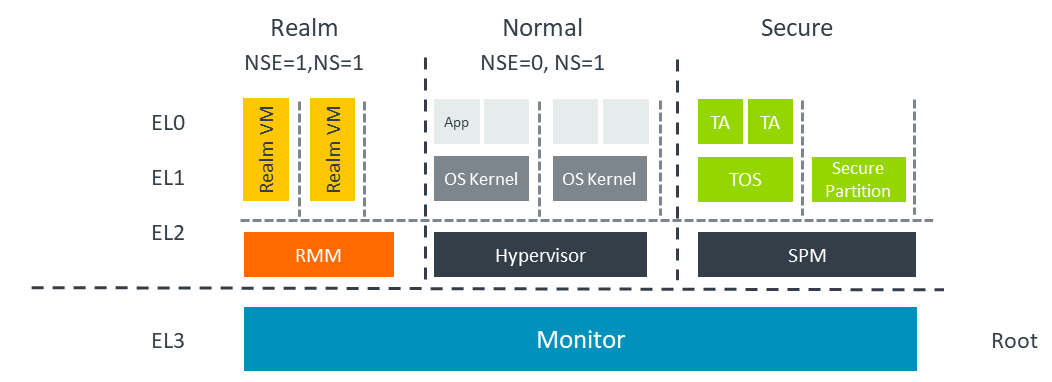 Realm
Normal
Secure
NSE=1,NS=1
NSE=0, NS=1
EL0
Realm VM
Realm VM
App
TA
TA
EL1
OS Kernel
OS Kernel
TOS
Secure
Partition
EL2
RMM
Hypervisor
SPM
EL3
Monitor
Root